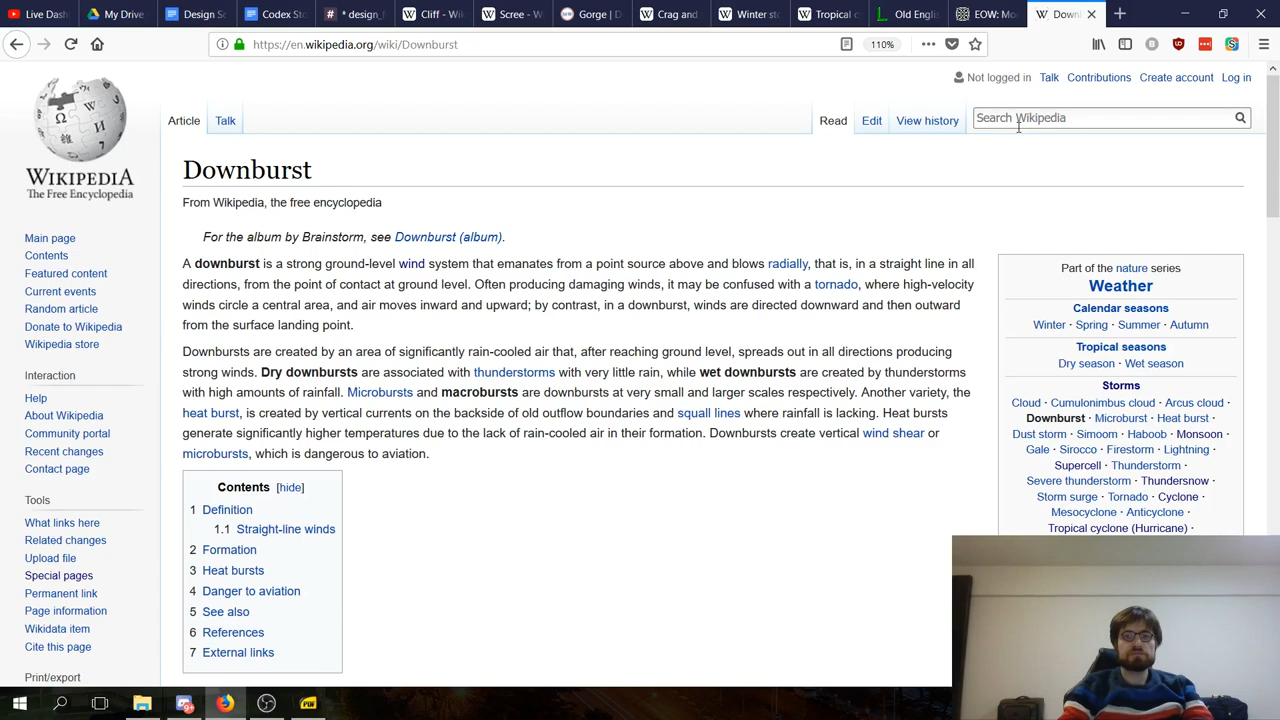 Live Dash
My Drive
Design S
Codex Sto
* design_
Cliff - Wik
Scree - W
Gorge | D
Crag and
Winter sto
Tropical c
Old Englis
EOW: Mo
Downb
https://en.wikipedia.org/wiki/Downburst
110%
Not logged in Talk Contributions Create account Log in
Article Talk
Read Edit View history
Search Wikipedia
WIKIPEDIA
The Free Encyclopedia
Main page
Contents
Featured content
Current events
Random article
Donate to Wikipedia
Wikipedia store
Interaction
Help
About Wikipedia
Community portal
Recent changes
Contact page
Tools
What links here
Related changes
Upload file
Special pages
Permanent link
Page information
Wikidata item
Cite this page
Print/export
Downburst
From Wikipedia, the free encyclopedia
For the album by Brainstorm, see Downburst (album).
A downburst is a strong ground-level wind system that emanates from a point source above and blows radially, that is, in a straight line in all
directions, from the point of contact at ground level. Often producing damaging winds, it may be confused with a tornado, where high-velocity
winds circle a central area, and air moves inward and upward; by contrast, in a downburst, winds are directed downward and then outward
from the surface landing point.
Downbursts are created by an area of significantly rain-cooled air that, after reaching ground level, spreads out in all directions producing
strong winds. Dry downbursts are associated with thunderstorms with very little rain, while wet downbursts are created by thunderstorms
with high amounts of rainfall. Microbursts and macrobursts are downbursts at very small and larger scales respectively. Another variety, the
heat burst, is created by vertical currents on the backside of old outflow boundaries and squall lines where rainfall is lacking. Heat bursts
generate significantly higher temperatures due to the lack of rain-cooled air in their formation. Downbursts create vertical wind shear or
microbursts, which is dangerous to aviation.
Contents [hide]
1 Definition
1.1 Straight-line winds
2 Formation
3 Heat bursts
4 Danger to aviation
5 See also
6 References
7 External links
Part of the nature series
Weather
Calendar seasons
Winter · Spring · Summer · Autumn
Tropical seasons
Dry season · Wet season
Storms
Cloud · Cumulonimbus cloud · Arcus cloud ·
Downburst · Microburst · Heat burst ·
Dust storm · Simoom · Haboob · Monsoon ·
Gale · Sirocco · Firestorm · Lightning ·
Supercell · Thunderstorm ·
Severe thunderstorm · Thundersnow ·
Storm surge · Tornado · Cyclone ·
Mesocyclone · Anticyclone ·
Tropical cyclone (Hurricane) ·
PDF